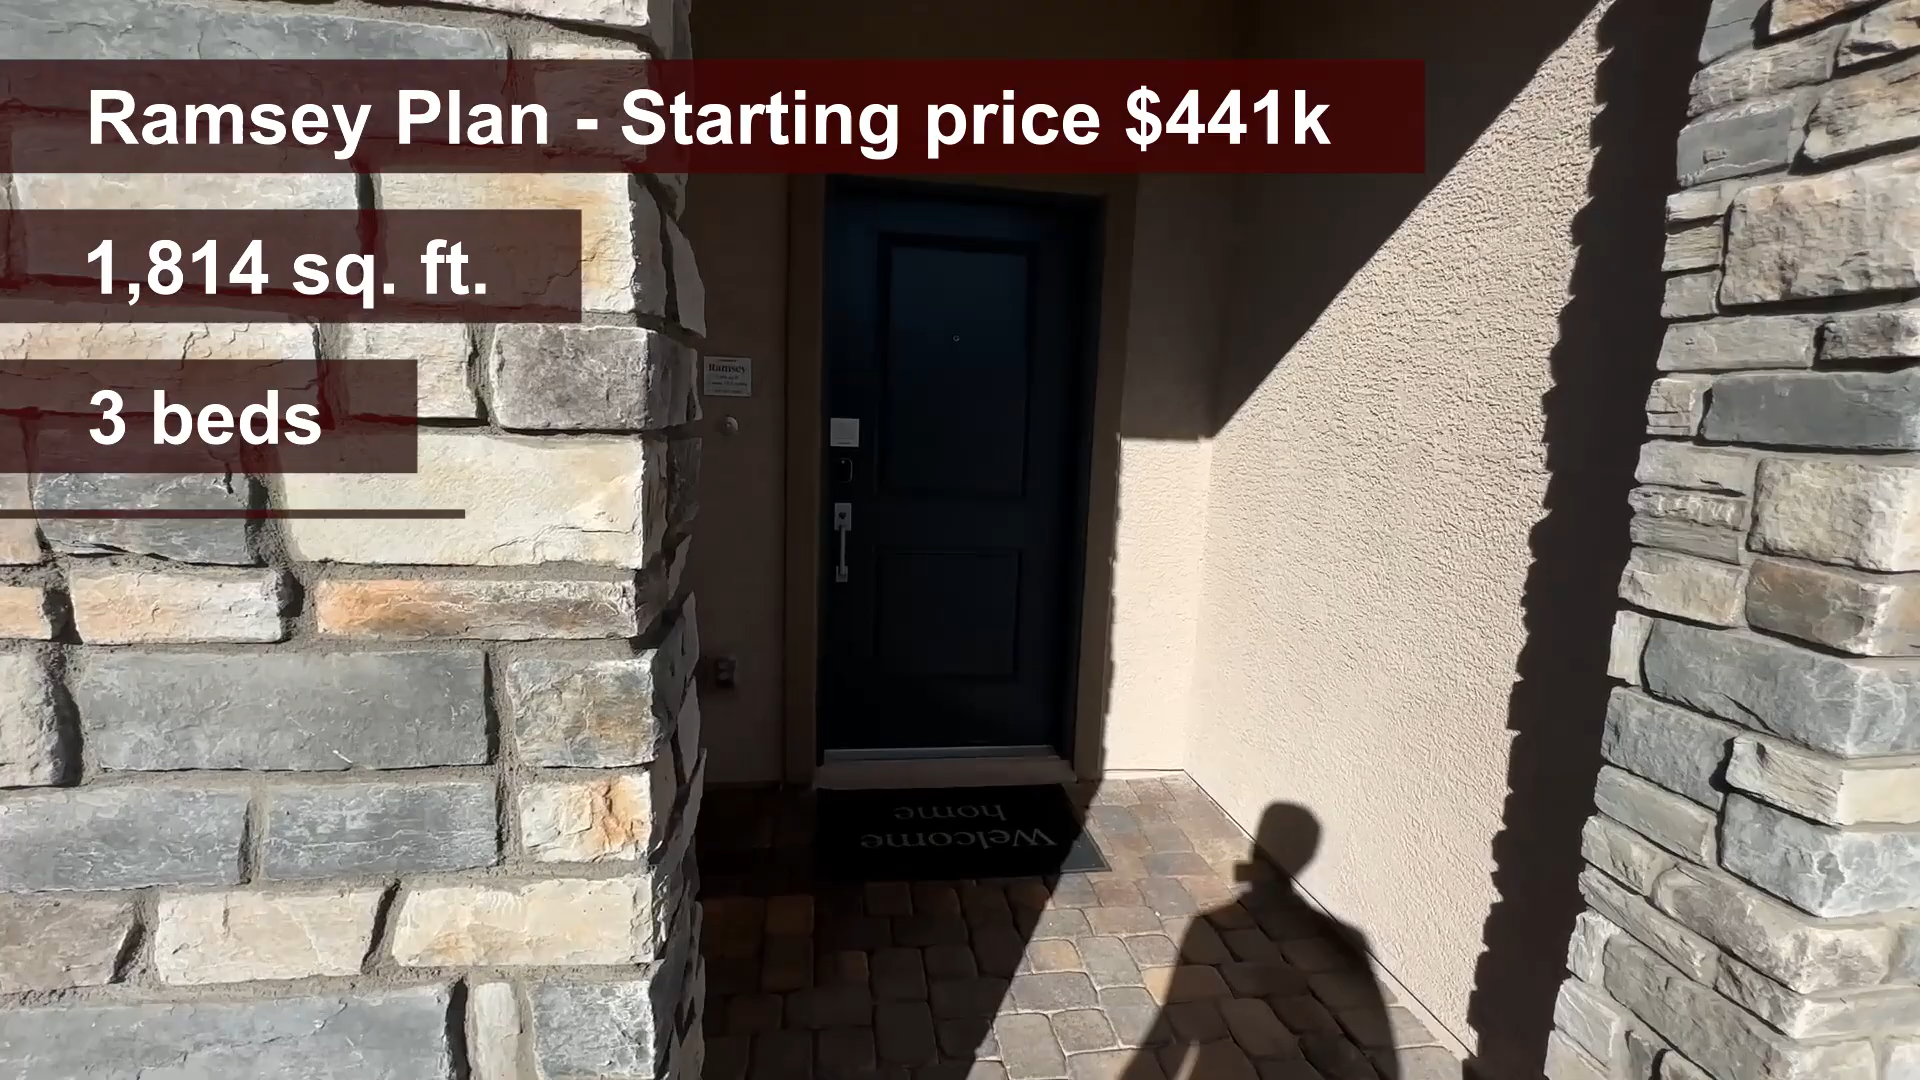 Ramsey Plan - Starting price $441k
1,814 sq. ft.
3 beds
Ramsey
Welcome
home